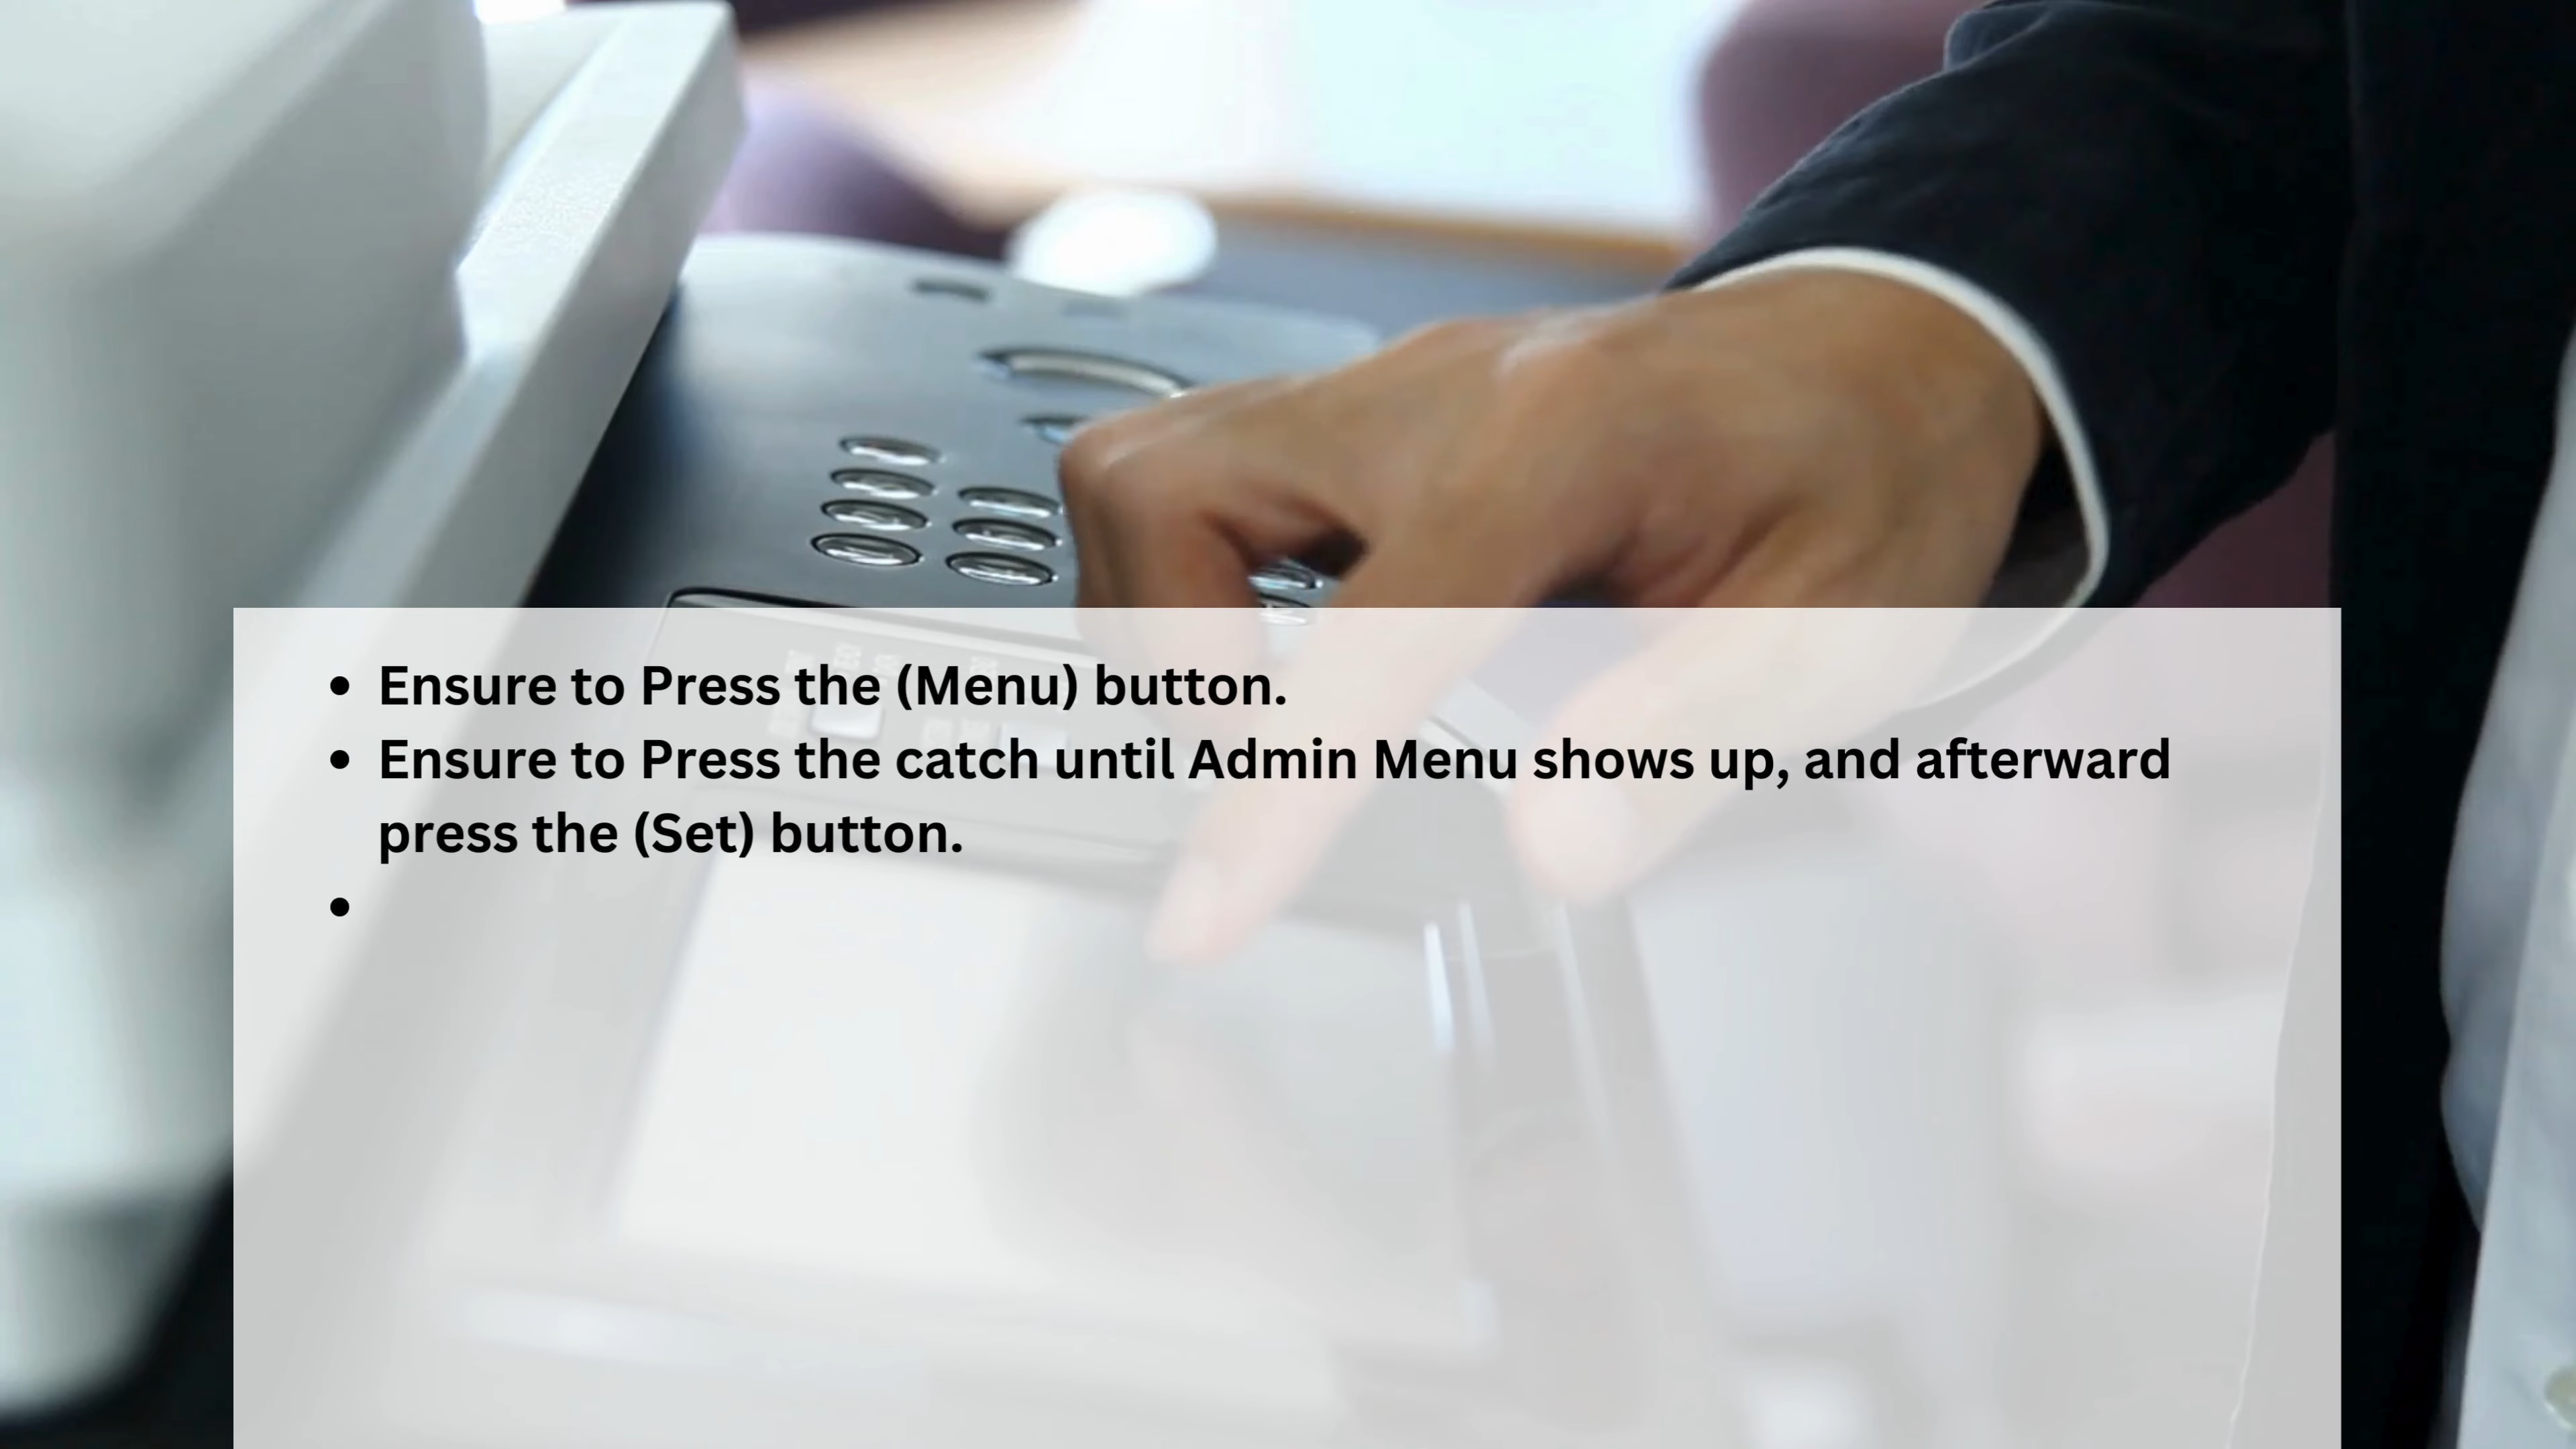 • Ensure to Press the (Menu) button.
• Ensure to Press the catch until Admin Menu shows up, and afterward
press the (Set) button.
•